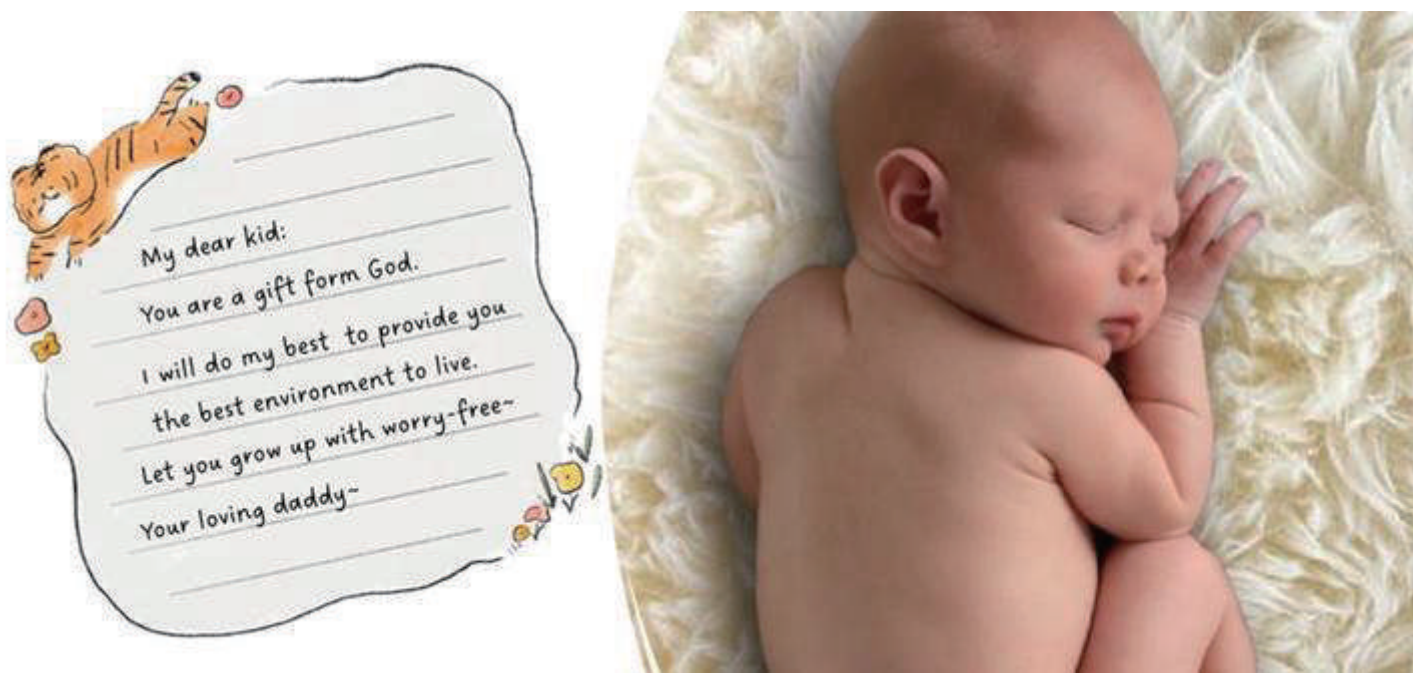 My dear kid:
You are a gift form God.
I will do my best to provide you
the best environment to live.
Let you grow up with worry-free~
Your loving daddy~